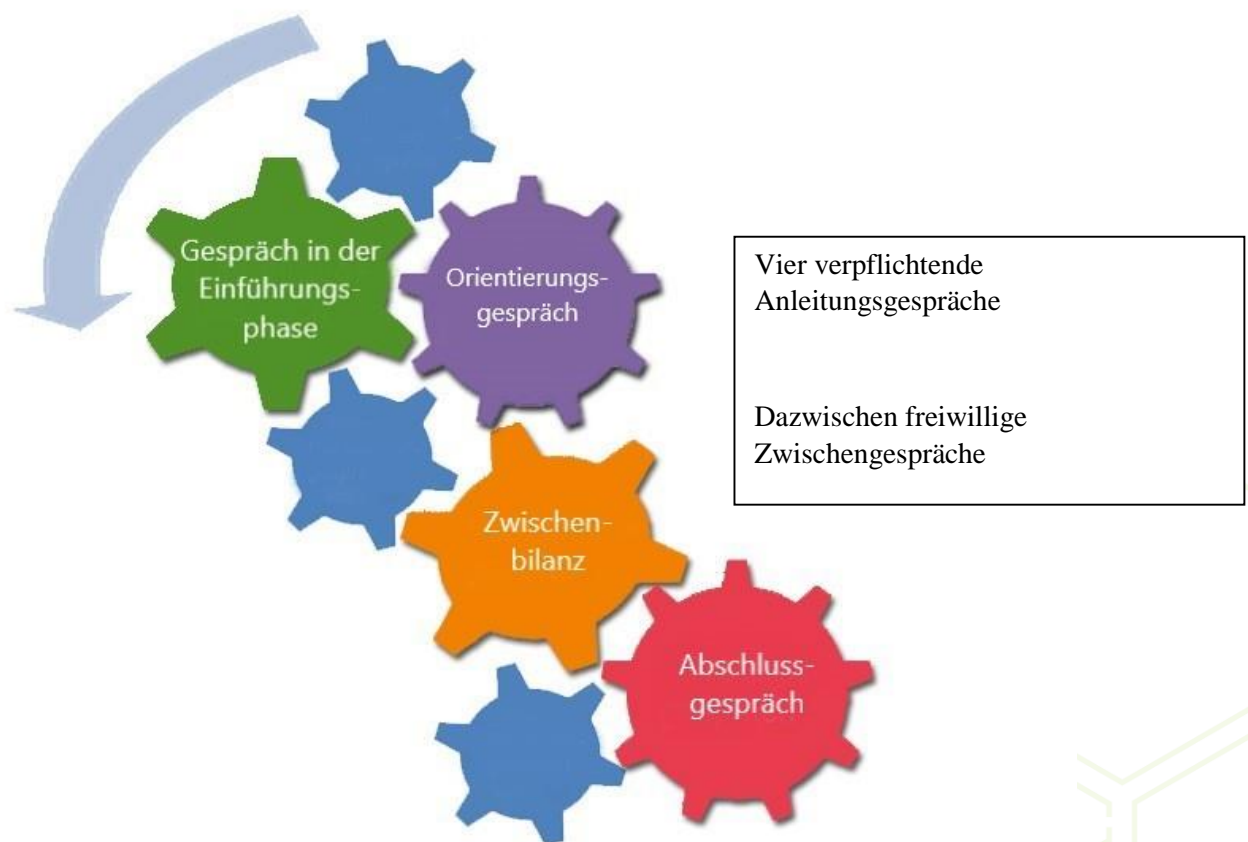 Gespräch in der
Einführungs-
phase
Orientierungs-
gespräch
Zwischen-
bilanz
Abschluss-
gespräch
Vier verpflichtende
Anleitungsgespräche
Dazwischen freiwillige
Zwischengespräche